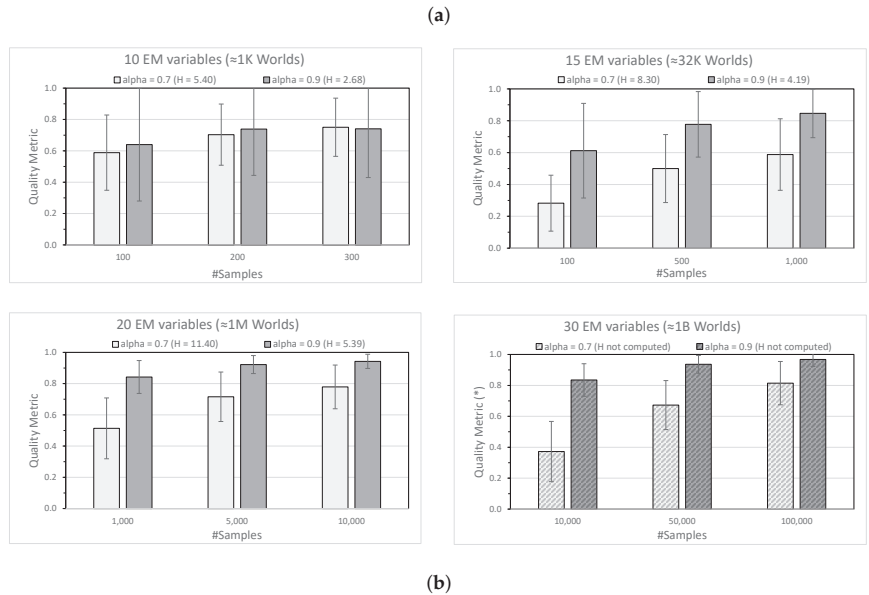 (a)
10 EM variables (≈1K Worlds)
alpha = 0.7 (H = 5.40) alpha = 0.9 (H = 2.68)
1.0
0.8
0.6
0.4
0.2
0.0
Quality Metric
100 200 300
#Samples
15 EM variables (≈32K Worlds)
alpha = 0.7 (H = 8.30) alpha = 0.9 (H = 4.19)
1.0
0.8
0.6
0.4
0.2
0.0
Quality Metric
100 500 1,000
#Samples
20 EM variables (≈1M Worlds)
alpha = 0.7 (H = 11.40) alpha = 0.9 (H = 5.39)
1.0
0.8
0.6
0.4
0.2
0.0
Quality Metric
1,000 5,000 10,000
#Samples
30 EM variables (≈1B Worlds)
alpha = 0.7 (H not computed) alpha = 0.9 (H not computed)
1.0
0.8
0.6
0.4
0.2
0.0
Quality Metric (*)
10,000 50,000 100,000
#Samples
(b)